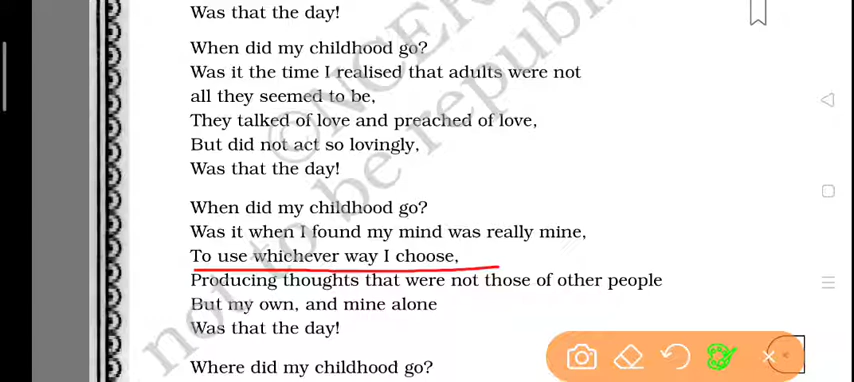 Was that the day!
When did my childhood go?
Was it the time I realised that adults were not
all they seemed to be,
They talked of love and preached of love,
But did not act so lovingly,
Was that the day!
When did my childhood go?
Was it when I found my mind was really mine,
To use whichever way I choose,
Producing thoughts that were not those of other people
But my own, and mine alone
Was that the day!
Where did my childhood go?
©NCER
not to be republi